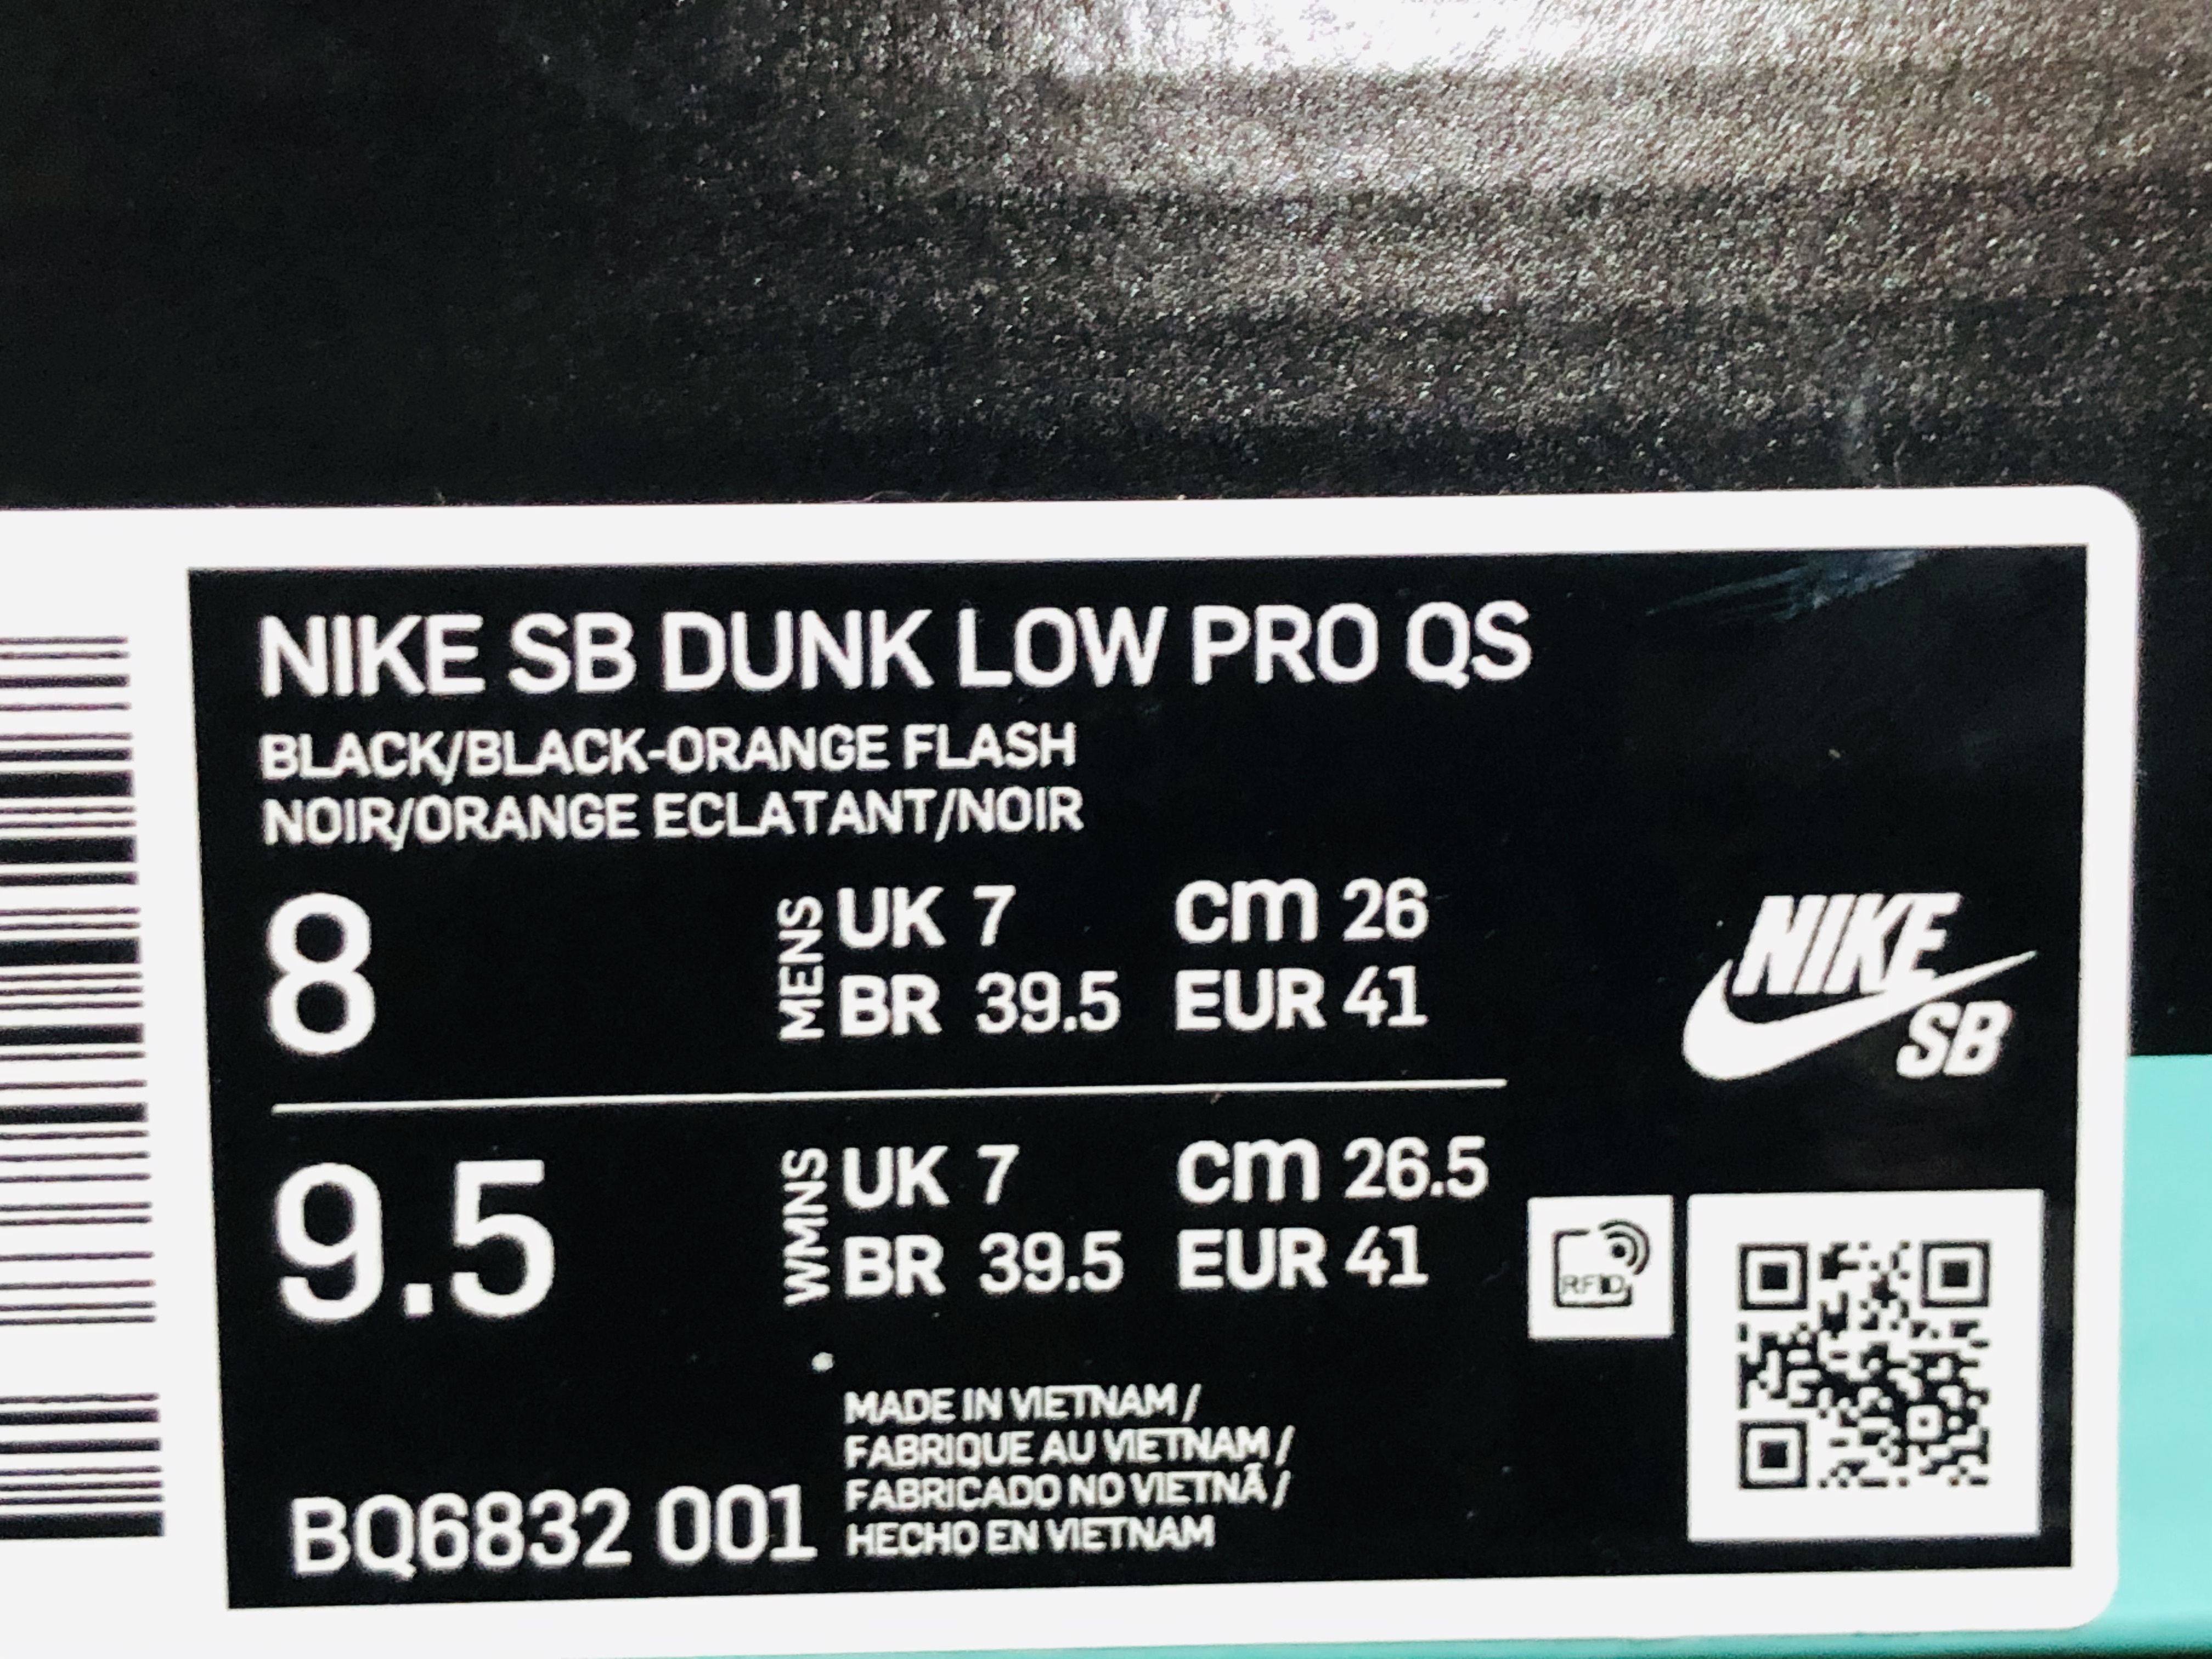 NIKE SB DUNK LOW PRO QS
BLACK/BLACK-ORANGE FLASH
NOIR/ORANGE ECLATANT/NOIR
8
MENS
UK 7 cm 26
BR 39.5 EUR 41
NIKE
SB
9.5
WMNS
UK 7 cm 26.5
BR 39.5 EUR 41
RFID
MADE IN VIETNAM /
FABRIQUE AU VIETNAM /
FABRICADO NO VIETNÃ /
HECHO EN VIETNAM
BQ6832 001